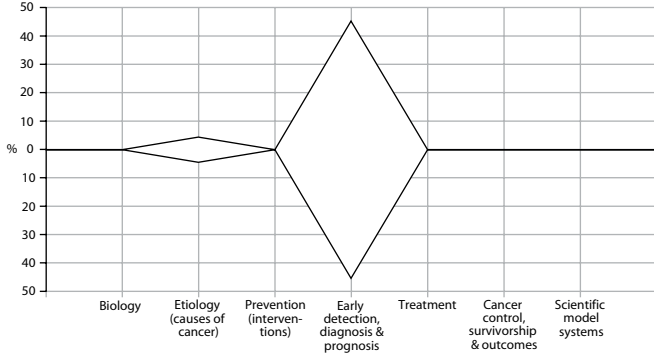 50
40
30
20
10
% 0
10
20
30
40
50
Biology
Etiology
(causes of
cancer)
Prevention
(interven-
tions)
Early
detection,
diagnosis &
prognosis
Treatment
Cancer
control,
survivorship
& outcomes
Scientific
model
systems